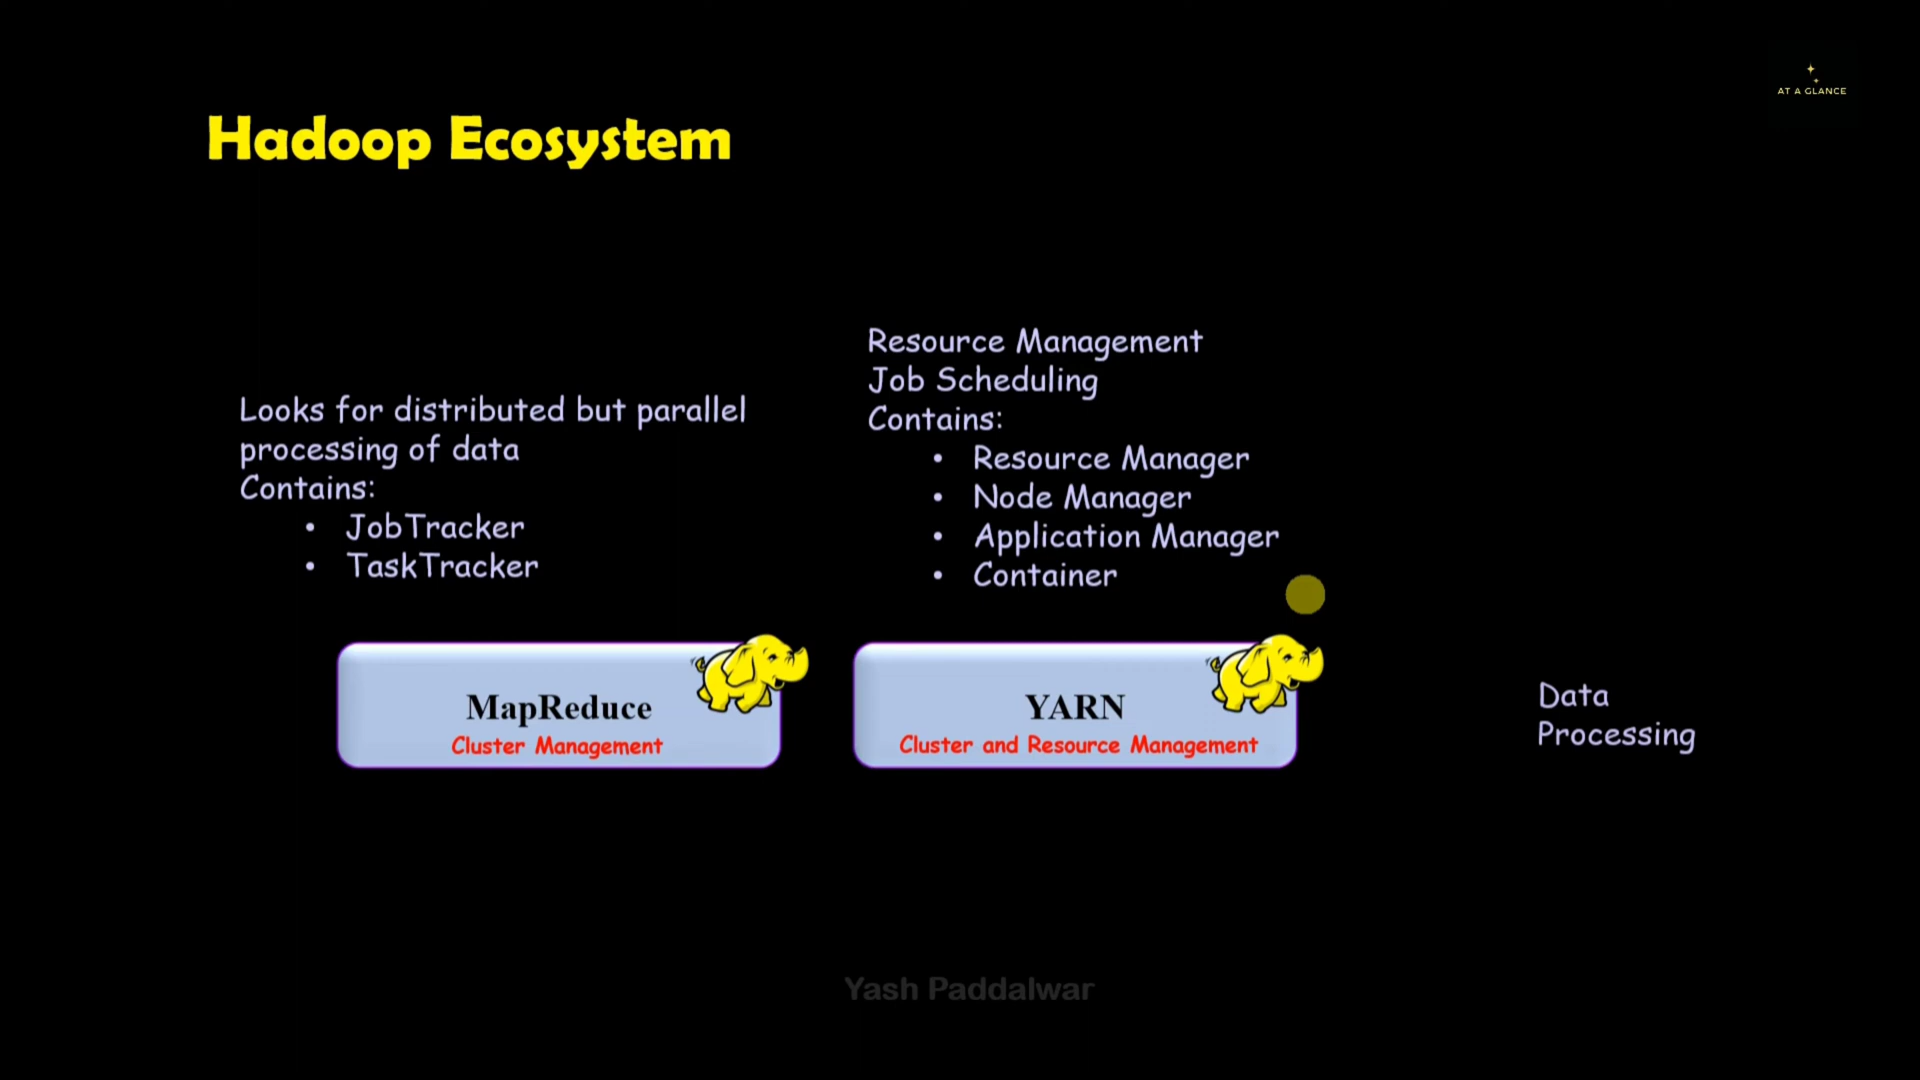 AT A GLANCE
Hadoop Ecosystem
Looks for distributed but parallel
processing of data
Contains:
• JobTracker
• TaskTracker
Resource Management
Job Scheduling
Contains:
• Resource Manager
• Node Manager
• Application Manager
• Container
MapReduce
Cluster Management
YARN
Cluster and Resource Management
Data
Processing
Yash Paddalwar